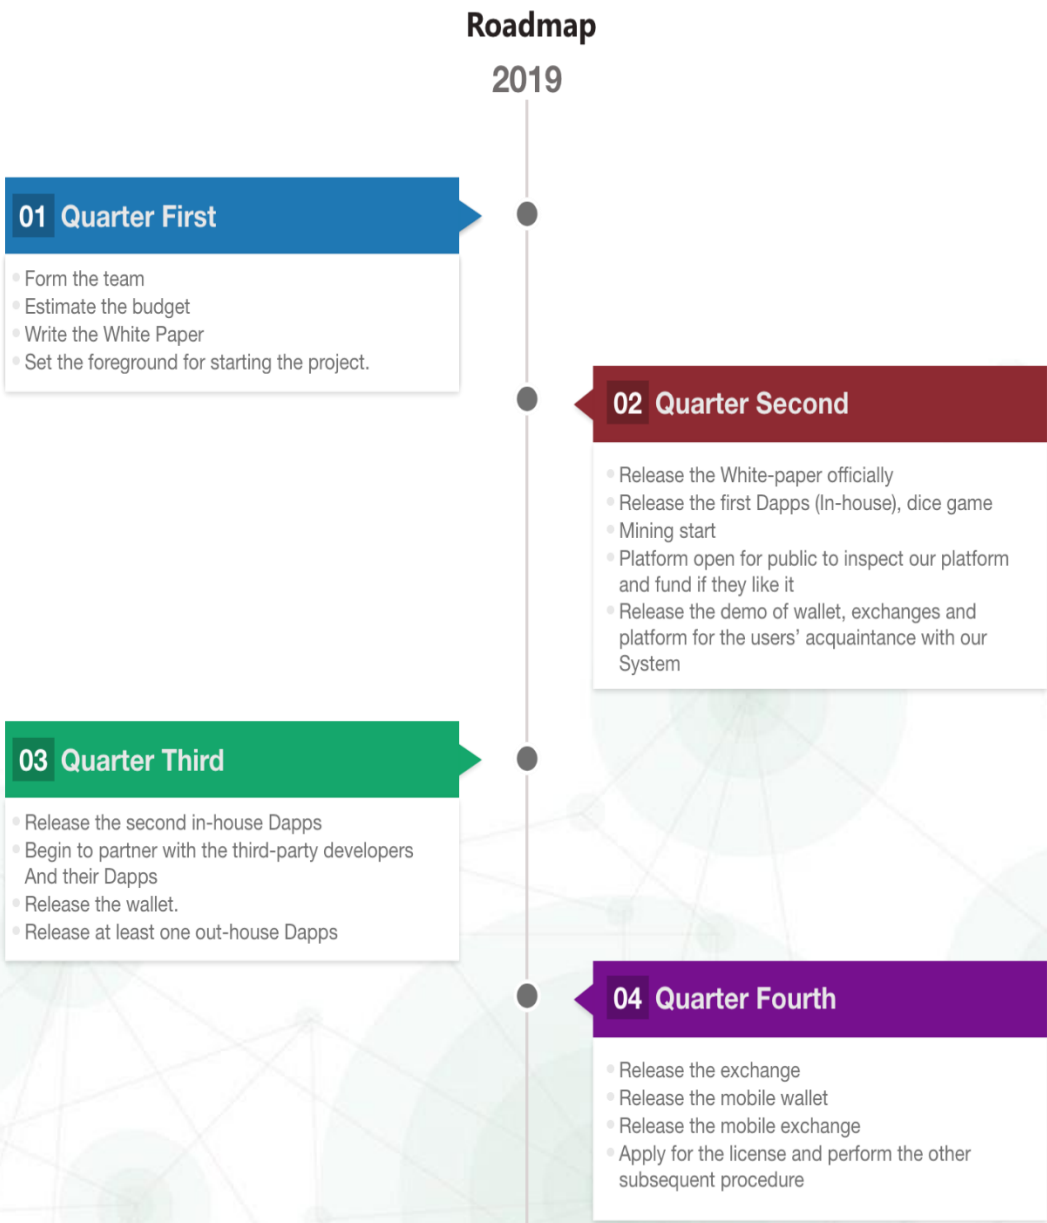 Roadmap
2019
01 Quarter First
Form the team
Estimate the budget
Write the White Paper
Set the foreground for starting the project.
02 Quarter Second
Release the White-paper officially
Release the first Dapps (In-house), dice game
Mining start
Platform open for public to inspect our platform
and fund if they like it
Release the demo of wallet, exchanges and
platform for the users’ acquaintance with our
System
03 Quarter Third
Release the second in-house Dapps
Begin to partner with the third-party developers
And their Dapps
Release the wallet.
Release at least one out-house Dapps
04 Quarter Fourth
Release the exchange
Release the mobile wallet
Release the mobile exchange
Apply for the license and perform the other
subsequent procedure